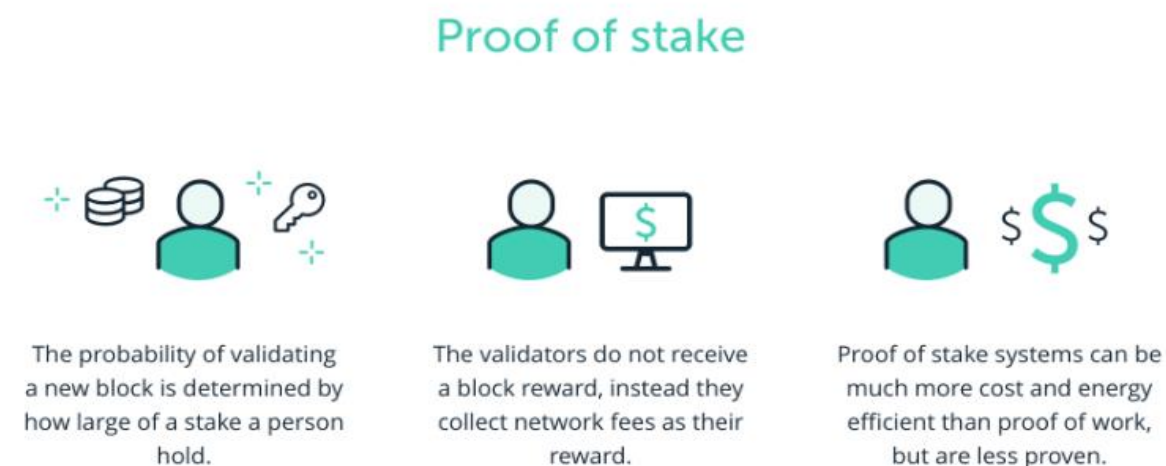 Proof of stake
$
$
$
$
The probability of validating
a new block is determined by
how large of a stake a person
hold.
The validators do not receive
a block reward, instead they
collect network fees as their
reward.
Proof of stake systems can be
much more cost and energy
efficient than proof of work,
but are less proven.